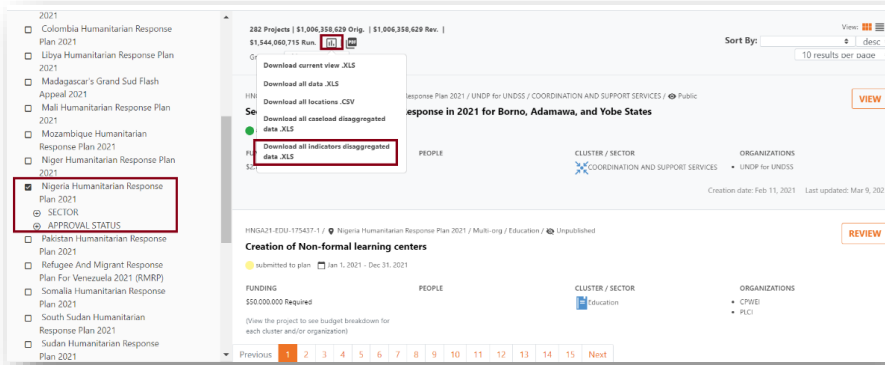 2021
Colombia Humanitarian Response
Plan 2021
Libya Humanitarian Response Plan
2021
Madagascar's Grand Sud Flash
Appeal 2021
Mali Humanitarian Response Plan
2021
Mozambique Humanitarian
Response Plan 2021
Niger Humanitarian Response Plan
2021
Nigeria Humanitarian Response
Plan 2021
SECTOR
APPROVAL STATUS
Pakistan Humanitarian Response
Plan 2021
Refugee And Migrant Response
Plan For Venezuela 2021 (RMRP)
Somalia Humanitarian Response
Plan 2021
South Sudan Humanitarian
Response Plan 2021
Sudan Humanitarian Response
Plan 2021
282 Projects | $1,006,358,629 Orig. | $1,006,358,629 Rev. |
$1,544,060,715 Run. |
Download current view .XLS
Download all data .XLS
Download all locations .CSV
Download all caseload disaggregated
data .XLS
Download all indicators disaggregated
data .XLS
View:
Sort By:
desc
10 results per page
Response Plan 2021 / UNDP for UNDSS / COORDINATION AND SUPPORT SERVICES / Public
VIEW
esponse in 2021 for Borno, Adamawa, and Yobe States
PEOPLE
CLUSTER / SECTOR
ORGANIZATIONS
COORDINATION AND SUPPORT SERVICES
• UNDP for UNDSS
Creation date: Feb 11, 2021 Last updated: Mar 9, 202
HNGA21-EDU-175437-1 / Nigeria Humanitarian Response Plan 2021 / Multi-org / Education / Unpublished
REVIEW
Creation of Non-formal learning centers
submitted to plan Jan 1, 2021 - Dec 31, 2021
FUNDING
PEOPLE
CLUSTER / SECTOR
ORGANIZATIONS
$50,000,000 Required
Education
• CPWEI
• PLCI
(View the project to see budget breakdown for
each cluster and/or organization)
Previous 1 2 3 4 5 6 7 8 9 10 11 12 13 14 15 Next